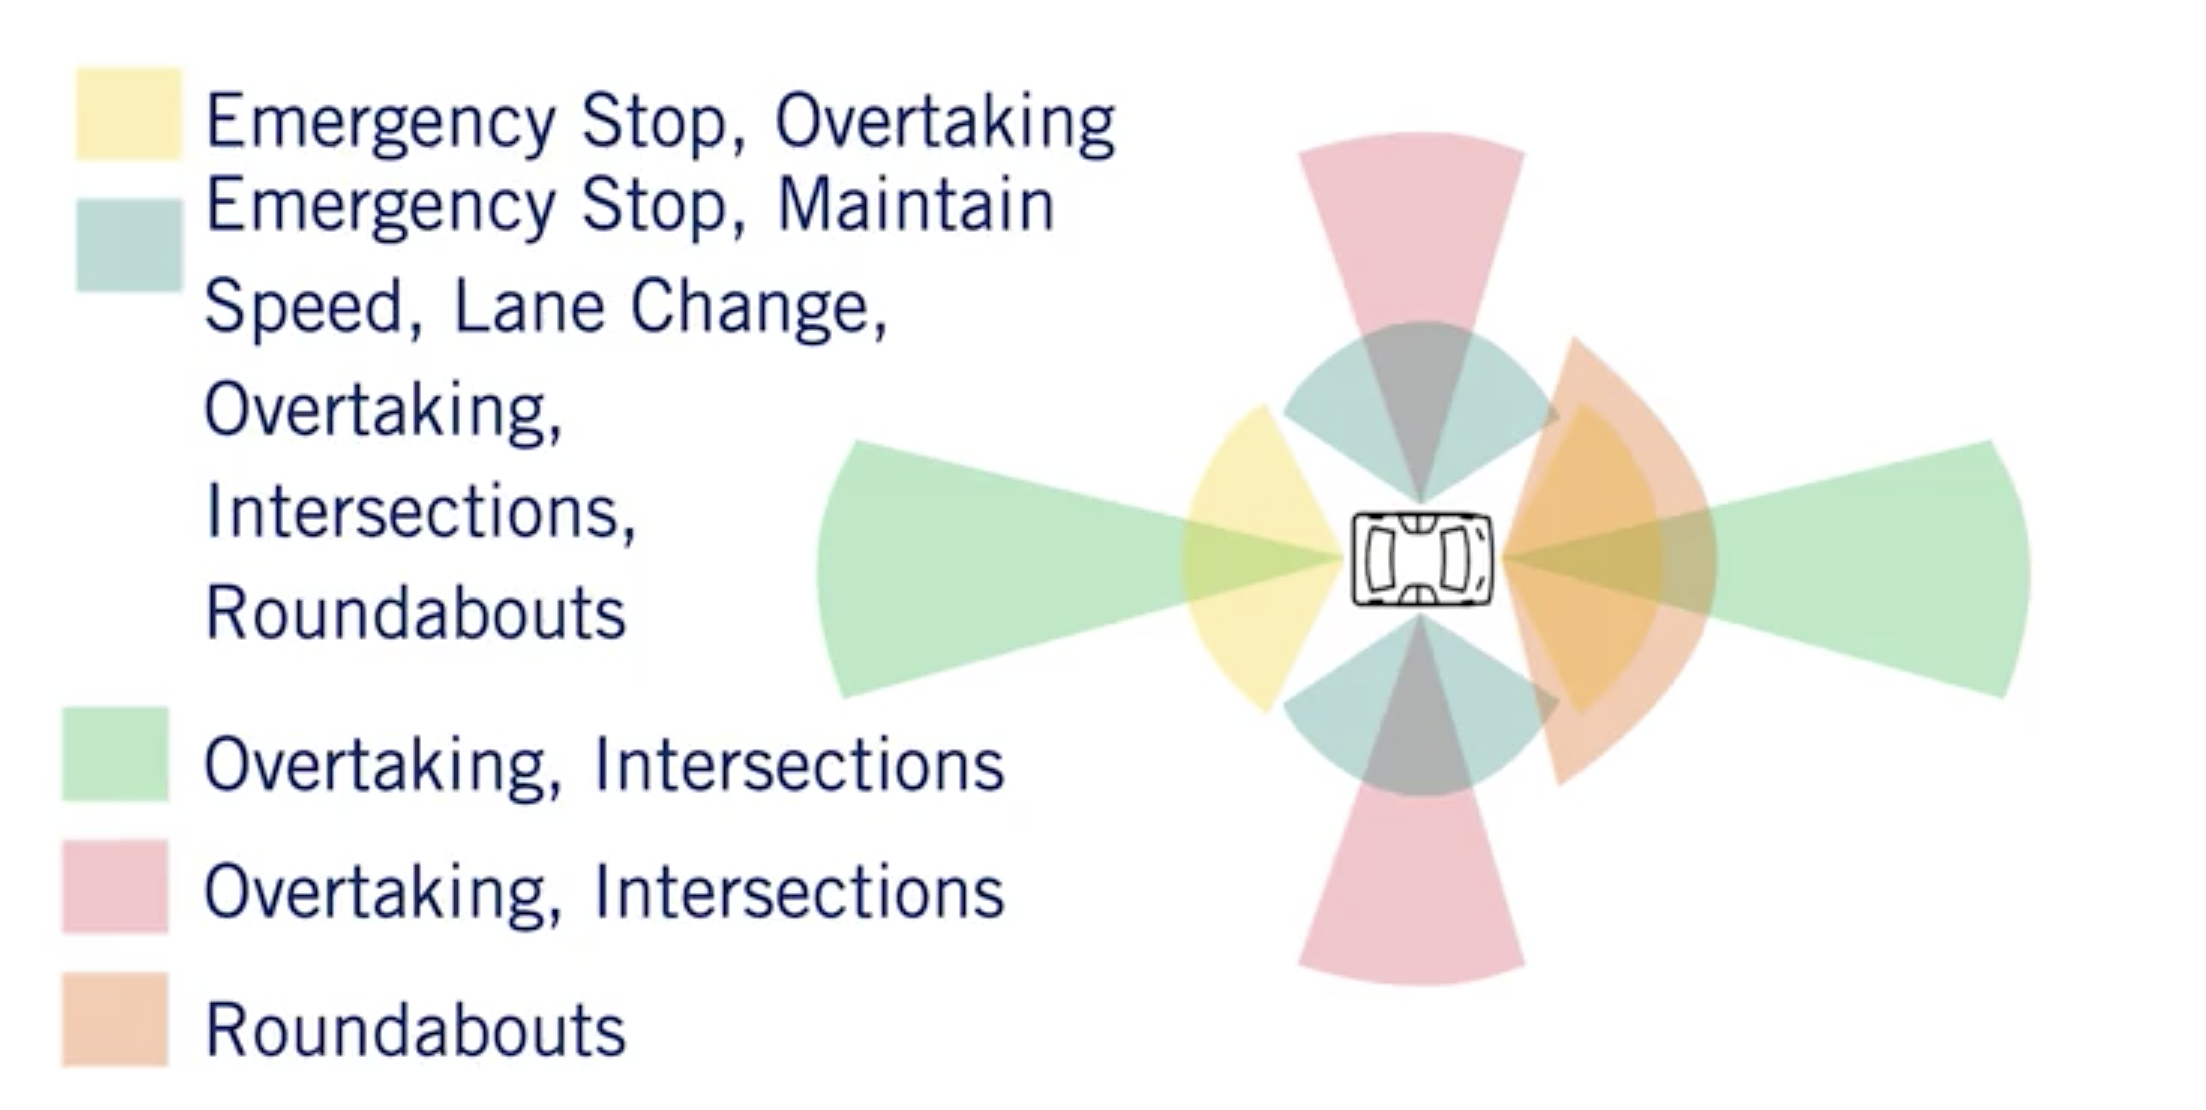 Emergency Stop, Overtaking
Emergency Stop, Maintain
Speed, Lane Change,
Overtaking,
Intersections,
Roundabouts
Overtaking, Intersections
Overtaking, Intersections
Roundabouts